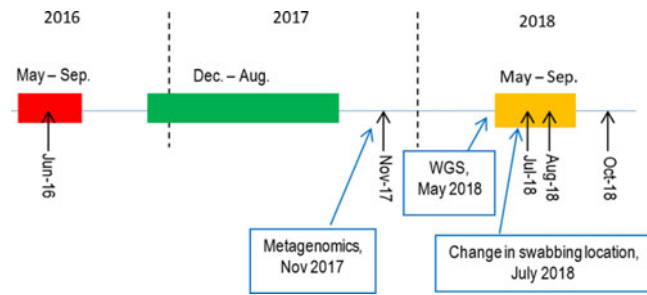 2016
2017
2018
May – Sep.
Dec. – Aug.
May – Sep.
Jun-16
Nov-17
Jul-18
Aug-18
Oct-18
WGS,
May 2018
Metagenomics,
Nov 2017
Change in swabbing location,
July 2018